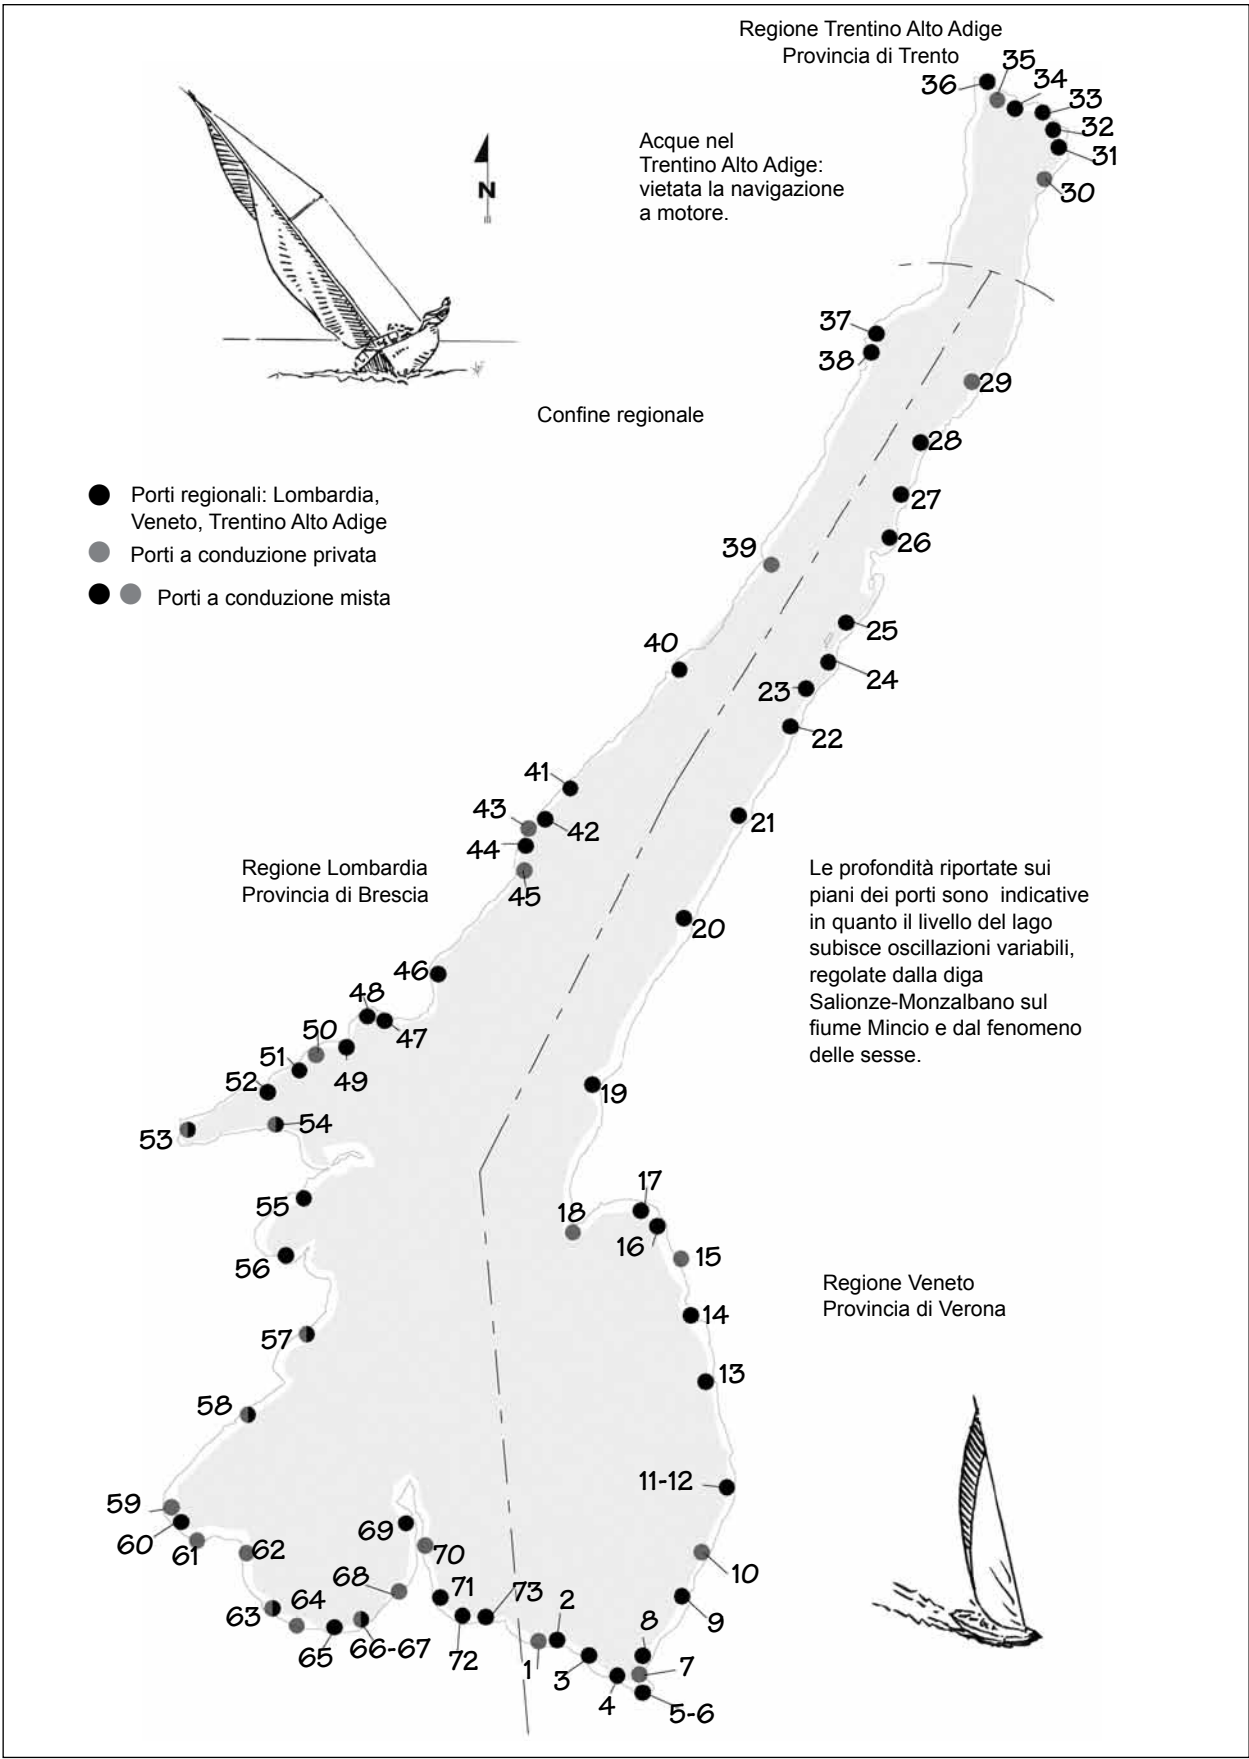 Regione Trentino Alto Adige
Provincia di Trento
35
36
34
33
32
31
30
Acque nel
Trentino Alto Adige:
vietata la navigazione
a motore.
N
37
38
29
Confine regionale
28
Porti regionali: Lombardia,
Veneto, Trentino Alto Adige
Porti a conduzione privata
Porti a conduzione mista
27
26
39
25
40
24
23
22
41
43
42
21
44
45
Regione Lombardia
Provincia di Brescia
Le profondità riportate sui
piani dei porti sono indicative
in quanto il livello del lago
subisce oscillazioni variabili,
regolate dalla diga
Salionze-Monzalbano sul
fiume Mincio e dal fenomeno
delle sesse.
20
46
48
47
50
51
49
52
19
54
53
17
55
18
16
15
56
Regione Veneto
Provincia di Verona
14
57
13
58
11-12
59
69
60
61
62
70
10
68
71
73
2
64
63
9
66-67
65
72
8
1
3
7
4
5-6